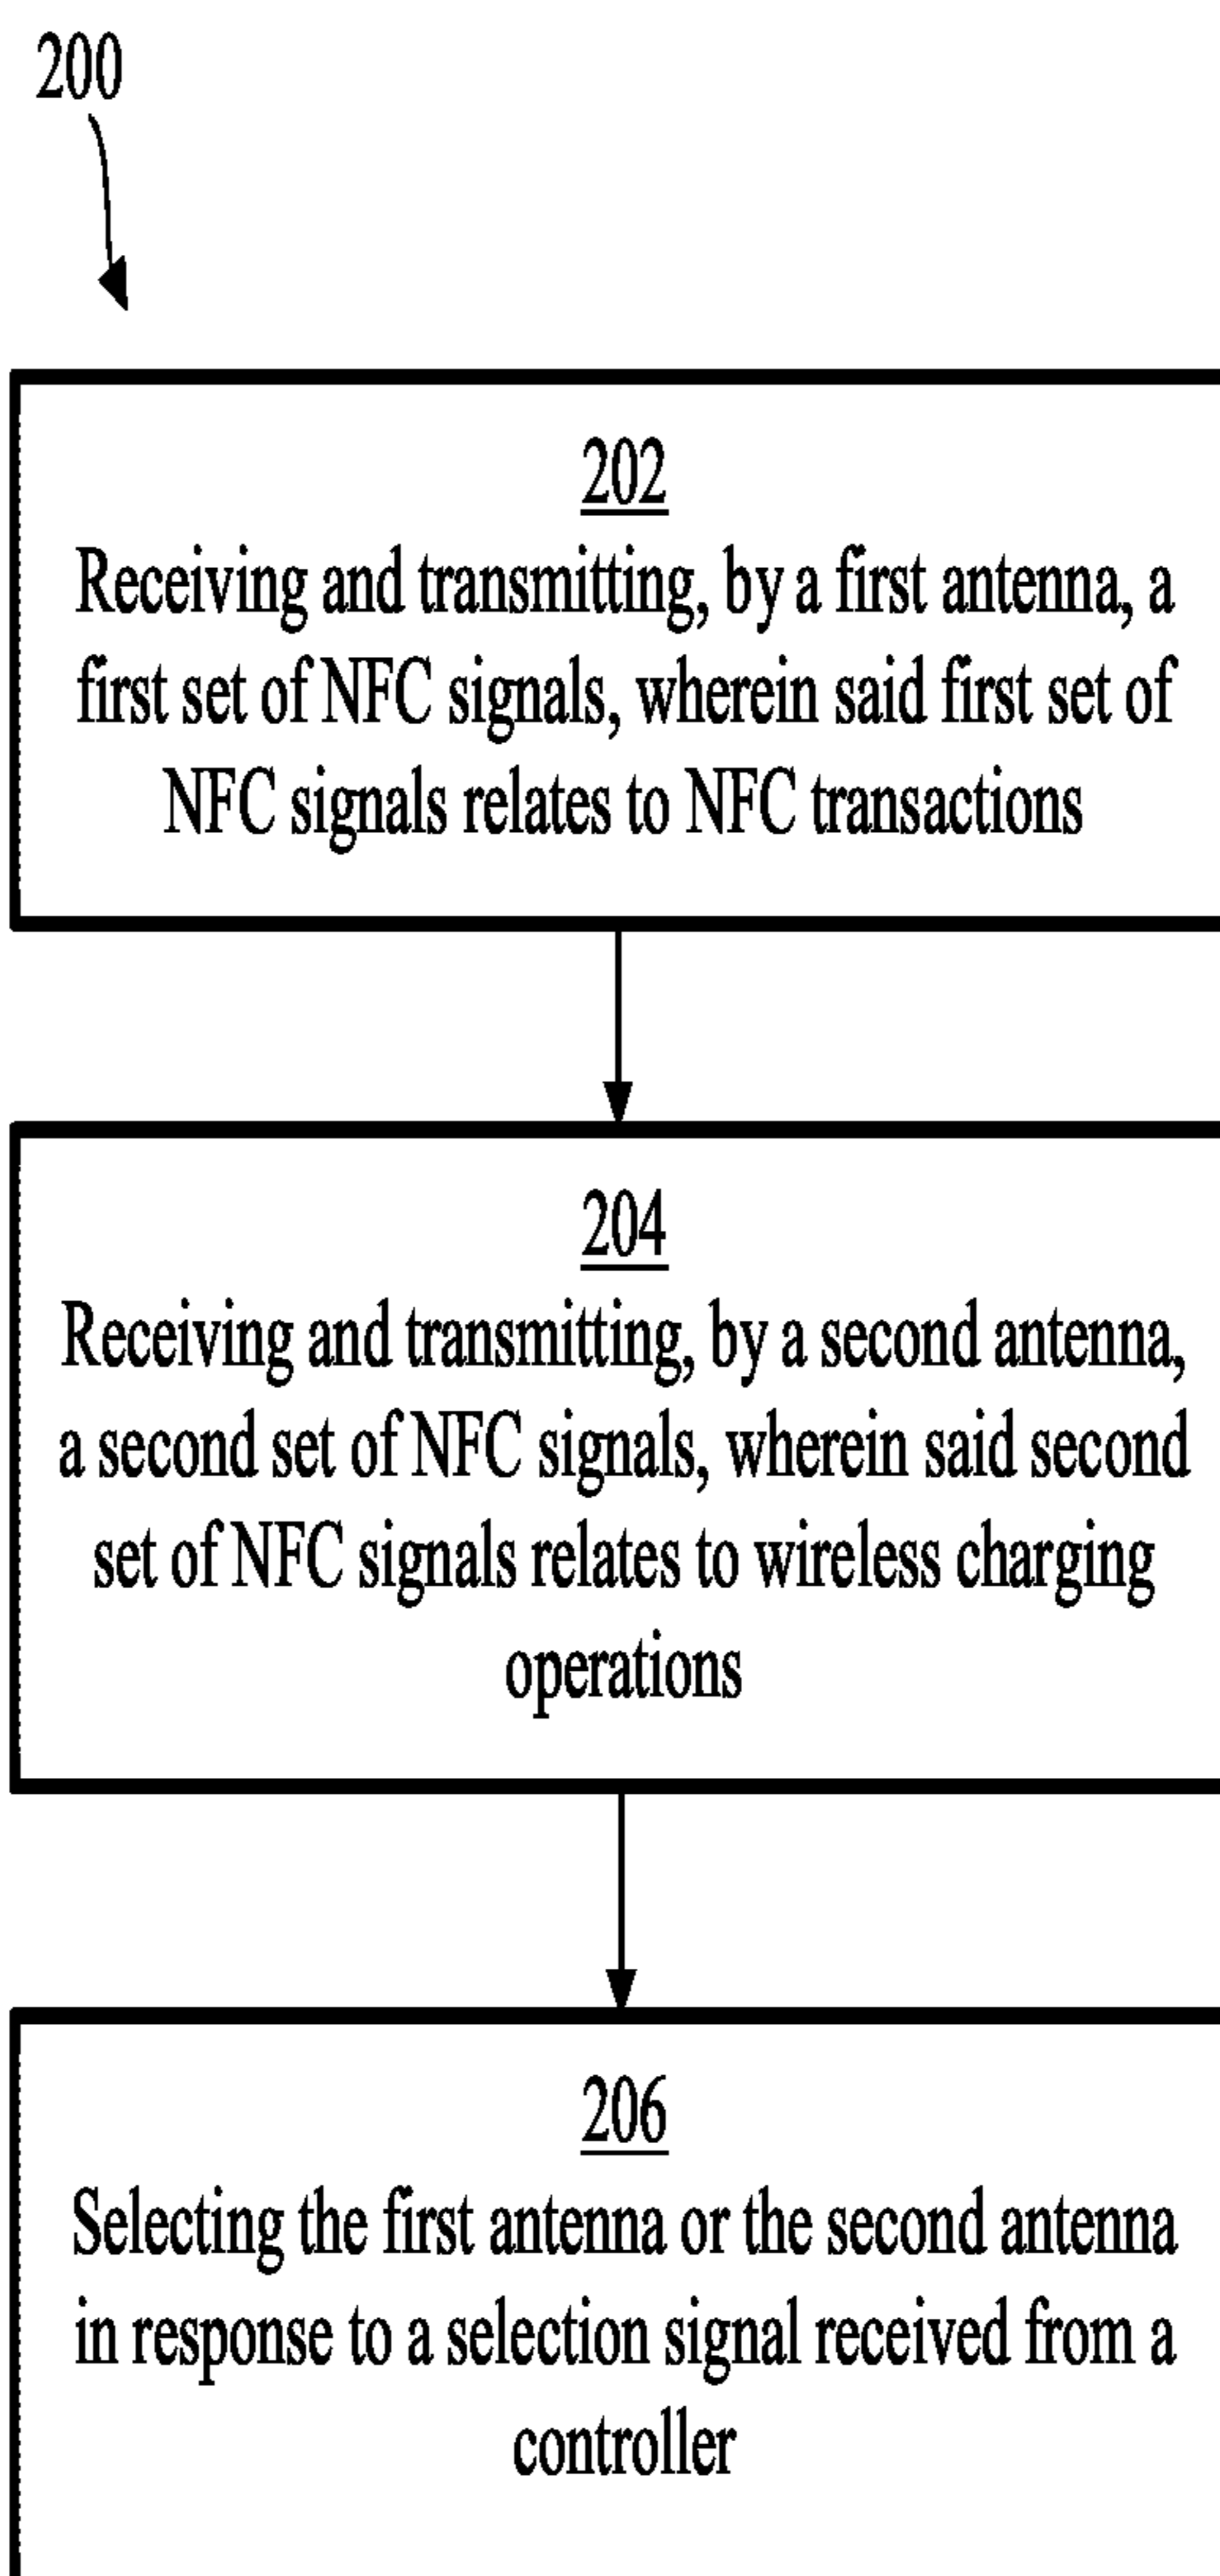 200
202
Receiving and transmitting, by a first antenna, a
first set of NFC signals, wherein said first set of
NFC signals relates to NFC transactions
204
Receiving and transmitting, by a second antenna,
a second set of NFC signals, wherein said second
set of NFC signals relates to wireless charging
operations
206
Selecting the first antenna or the second antenna
in response to a selection signal received from a
controller